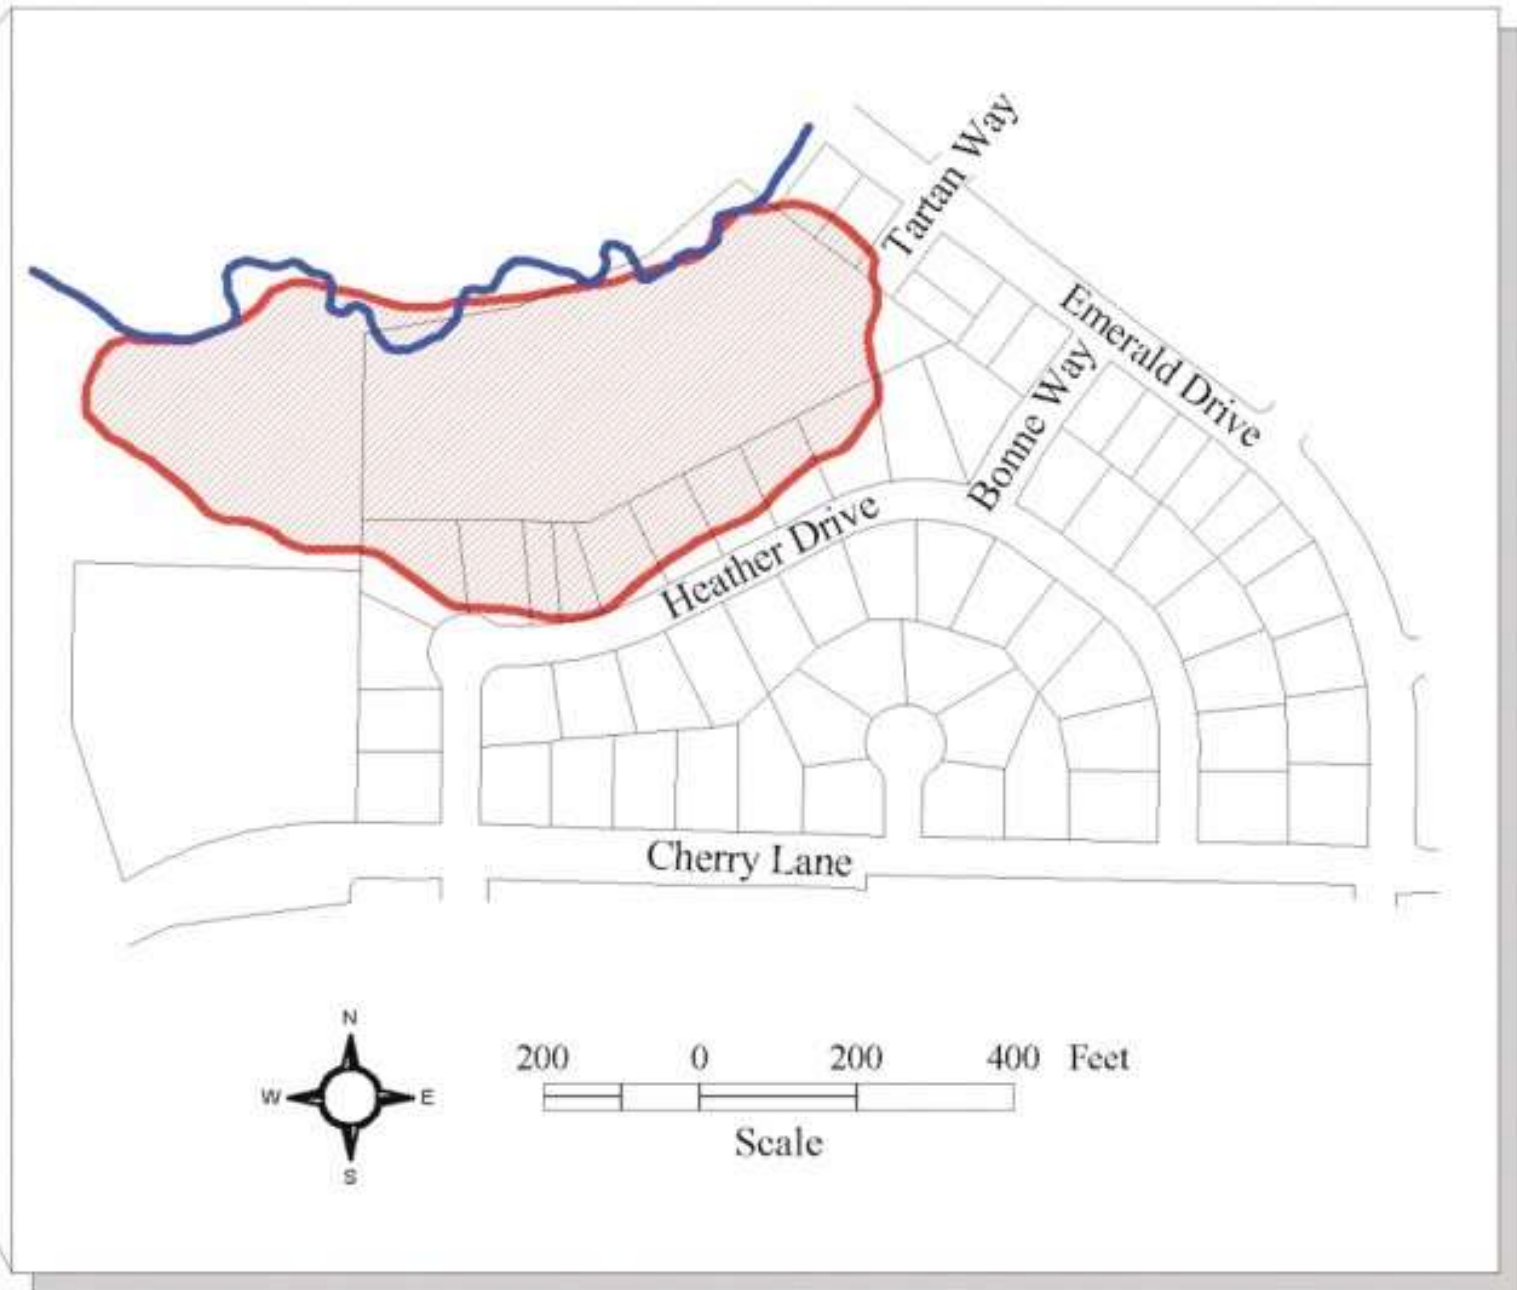 Tartan Way
Emerald Drive
Bonne Way
Heather Drive
Cherry Lane
N
W E
S
200 0 200 400 Feet
Scale